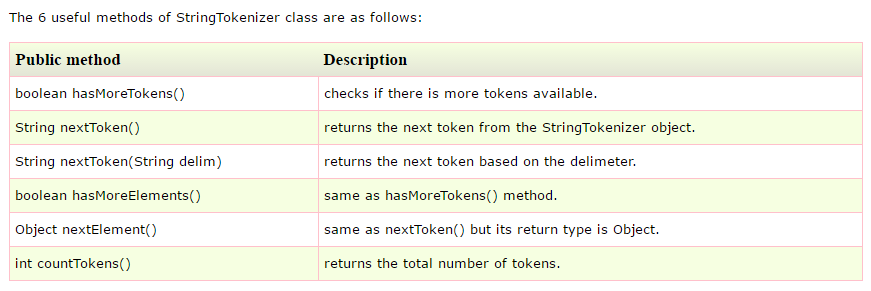 The 6 useful methods of StringTokenizer class are as follows:
Public method Description
boolean hasMoreTokens() checks if there is more tokens available.
String nextToken() returns the next token from the StringTokenizer object.
String nextToken(String delim) returns the next token based on the delimeter.
boolean hasMoreElements() same as hasMoreTokens() method.
Object nextElement() same as nextToken() but its return type is Object.
int countTokens() returns the total number of tokens.